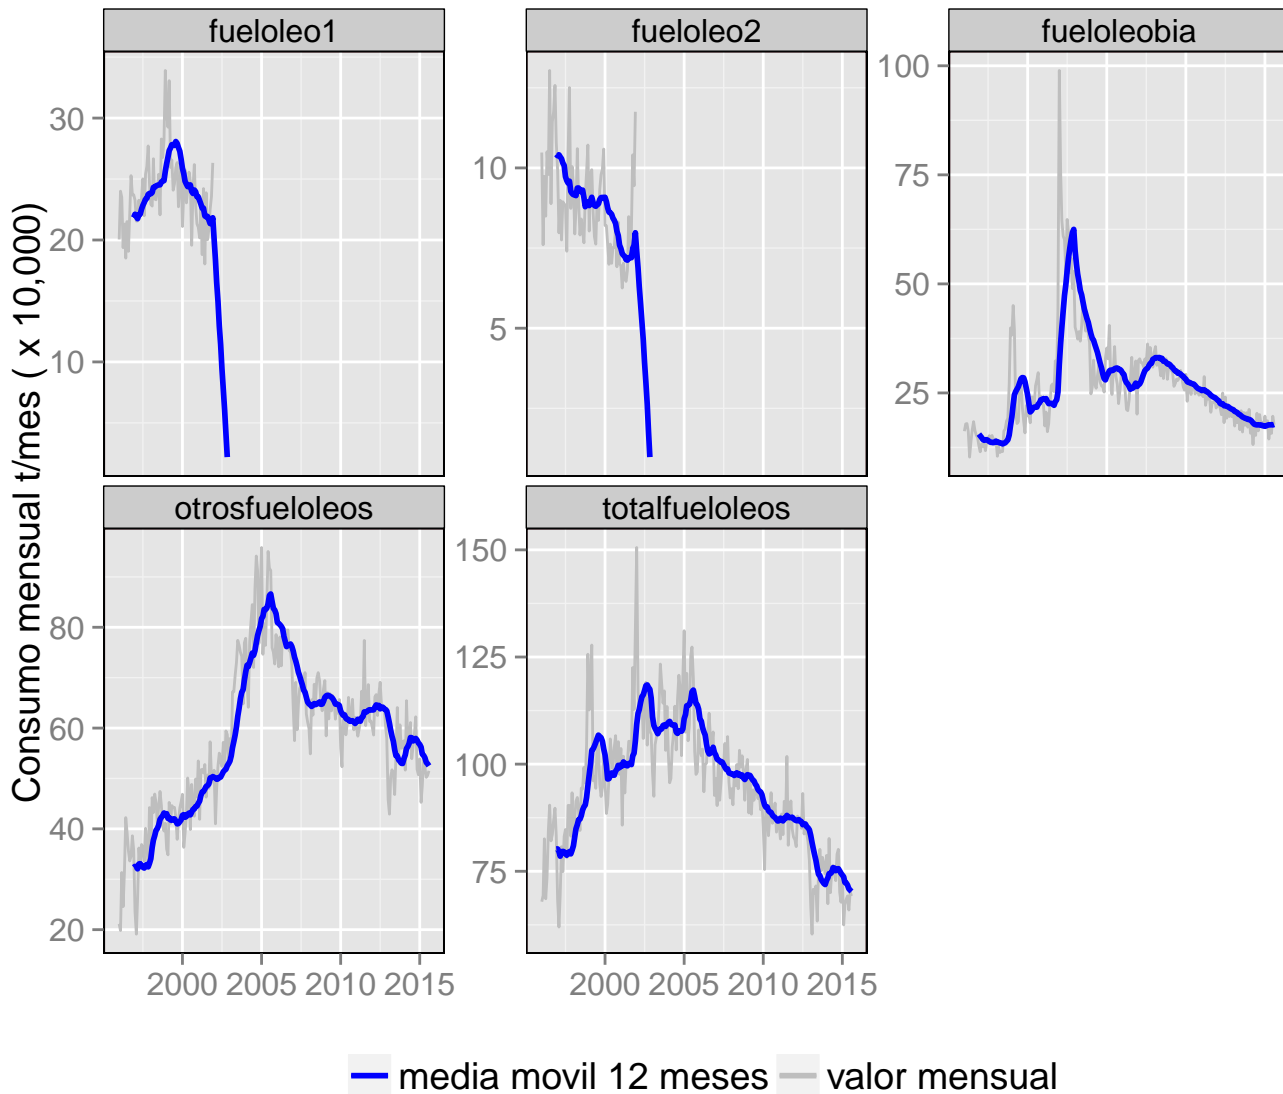 fueloleo1
fueloleo2
fueloleobia
Consumo mensual t/mes ( x 10,000)
30
20
10
10
5
100
75
50
25
otrosfueloleos
totalfueloleos
80
60
40
20
150
125
100
75
2000 2005 2010 2015
2000 2005 2010 2015
media movil 12 meses
valor mensual